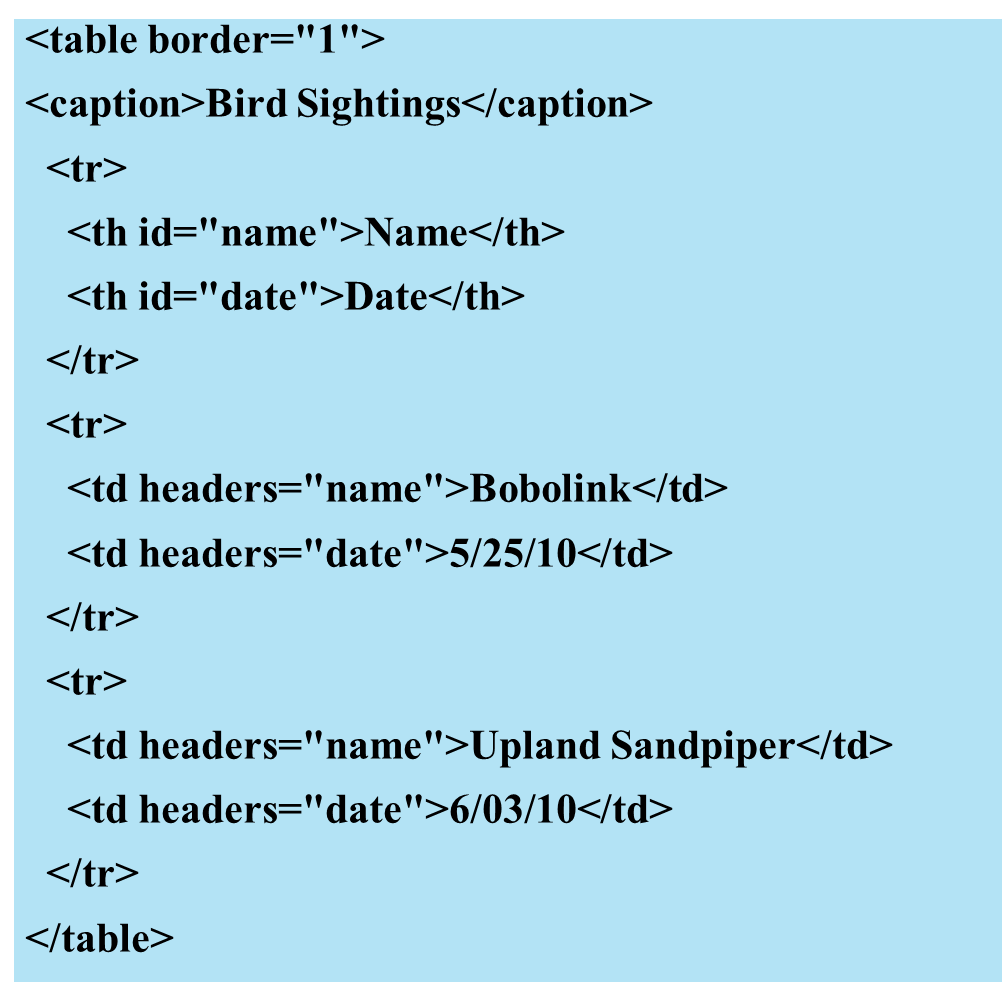 <table border="1">
<caption>Bird Sightings</caption>
<tr>
<th id="name">Name</th>
<th id="date">Date</th>
</tr>
<tr>
<td headers="name">Bobolink</td>
<td headers="date">5/25/10</td>
</tr>
<tr>
<td headers="name">Upland Sandpiper</td>
<td headers="date">6/03/10</td>
</tr>
</table>